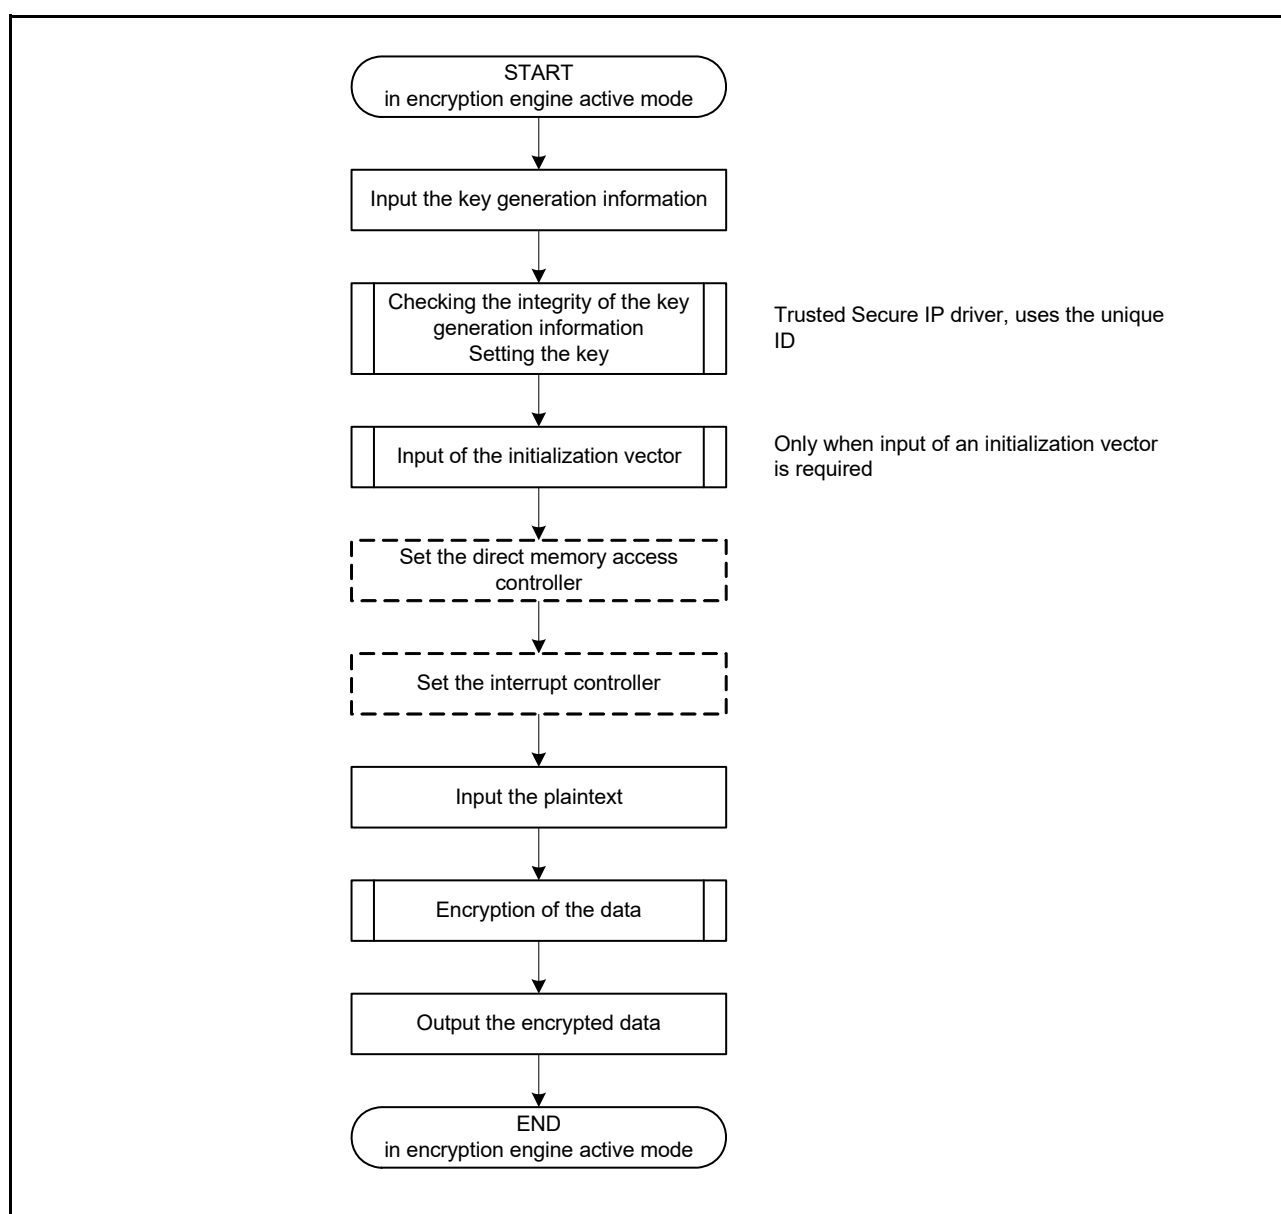 START
in encryption engine active mode
Input the key generation information
Checking the integrity of the key
generation information
Setting the key
Trusted Secure IP driver, uses the unique
ID
Input of the initialization vector
Only when input of an initialization vector
is required
Set the direct memory access
controller
Set the interrupt controller
Input the plaintext
Encryption of the data
Output the encrypted data
END
in encryption engine active mode